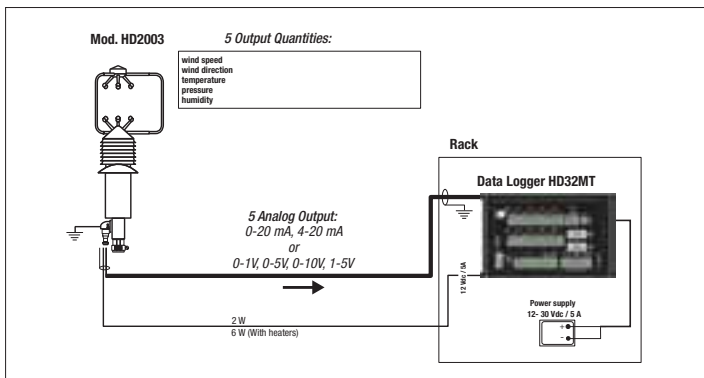 Mod. HD2003
5 Output Quantities:
wind speed
wind direction
temperature
pressure
humidity
Rack
Data Logger HD32MT
5 Analog Output:
0-20 mA, 4-20 mA
or
0-1V, 0-5V, 0-10V, 1-5V
12 Vdc / 5A
Power supply
12- 30 Vdc / 5 A
+
-
2 W
6 W (With heaters)